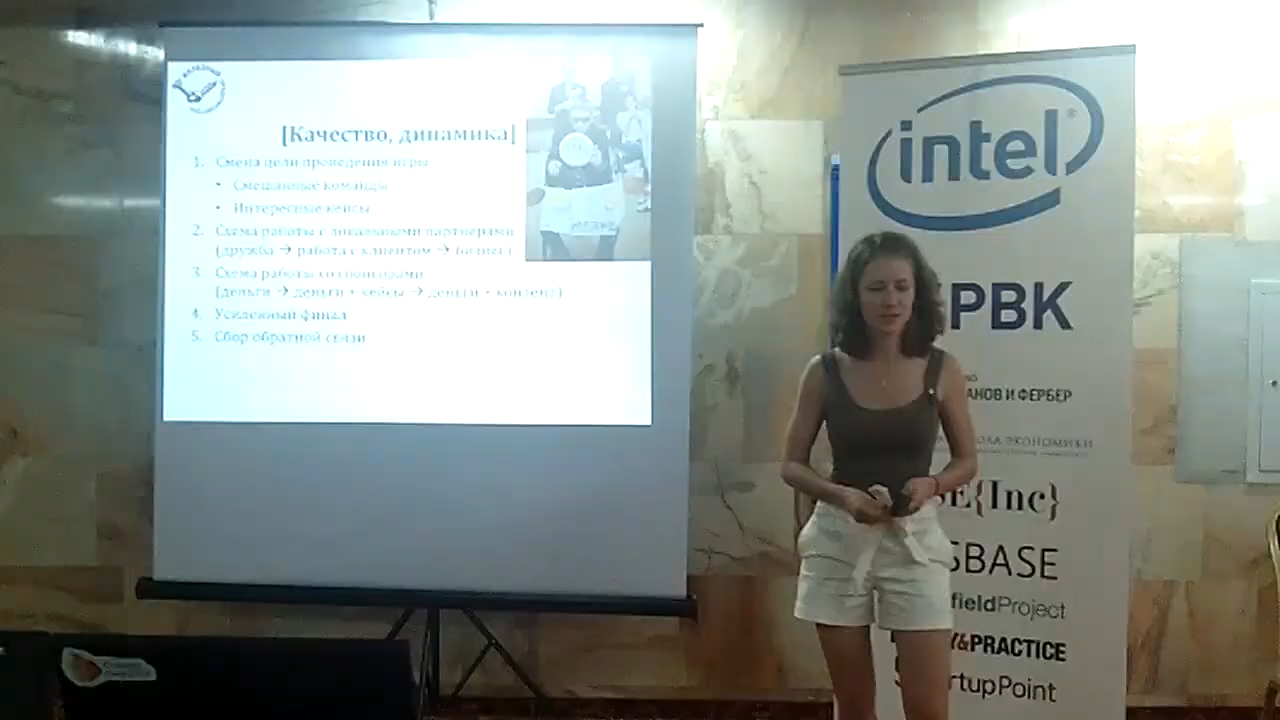 [Качество, динамика]
1. Смена цели проведения игры
• Смешанные команды
• Интересные кейсы
2. Схема работы с локальными партнерами
(дружба → работа с клиентом → бизнес)
3. Схема работы со спонсорами
(деньги → деньги + кейсы → деньги + контент)
4. Усиленный финал
5. Сбор обратной связи
intel
РВК
АНОВ И ФЕРБЕР
ЭКОНОМИКИ
SE{Inc}
SBASE
fieldProject
&PRACTICE
rtupPoint